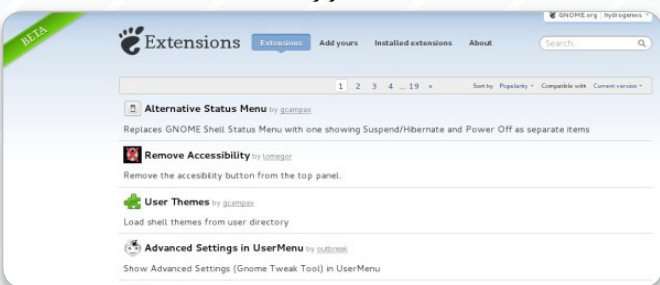 BETA
GNOME.org hydrogenws
Extensions Extensions Add yours Installed extensions About Search...
1 2 3 4 ... 19 » Sort by Popularity Compatible with Current version
Alternative Status Menu by gcampax
Replaces GNOME Shell Status Menu with one showing Suspend/Hibernate and Power Off as separate items
Remove Accessibility by lomegor
Remove the accesibility button from the top panel.
User Themes by gcampax
Load shell themes from user directory
Advanced Settings in UserMenu by outbreak
Show Advanced Settings (Gnome Tweak Tool) in UserMenu